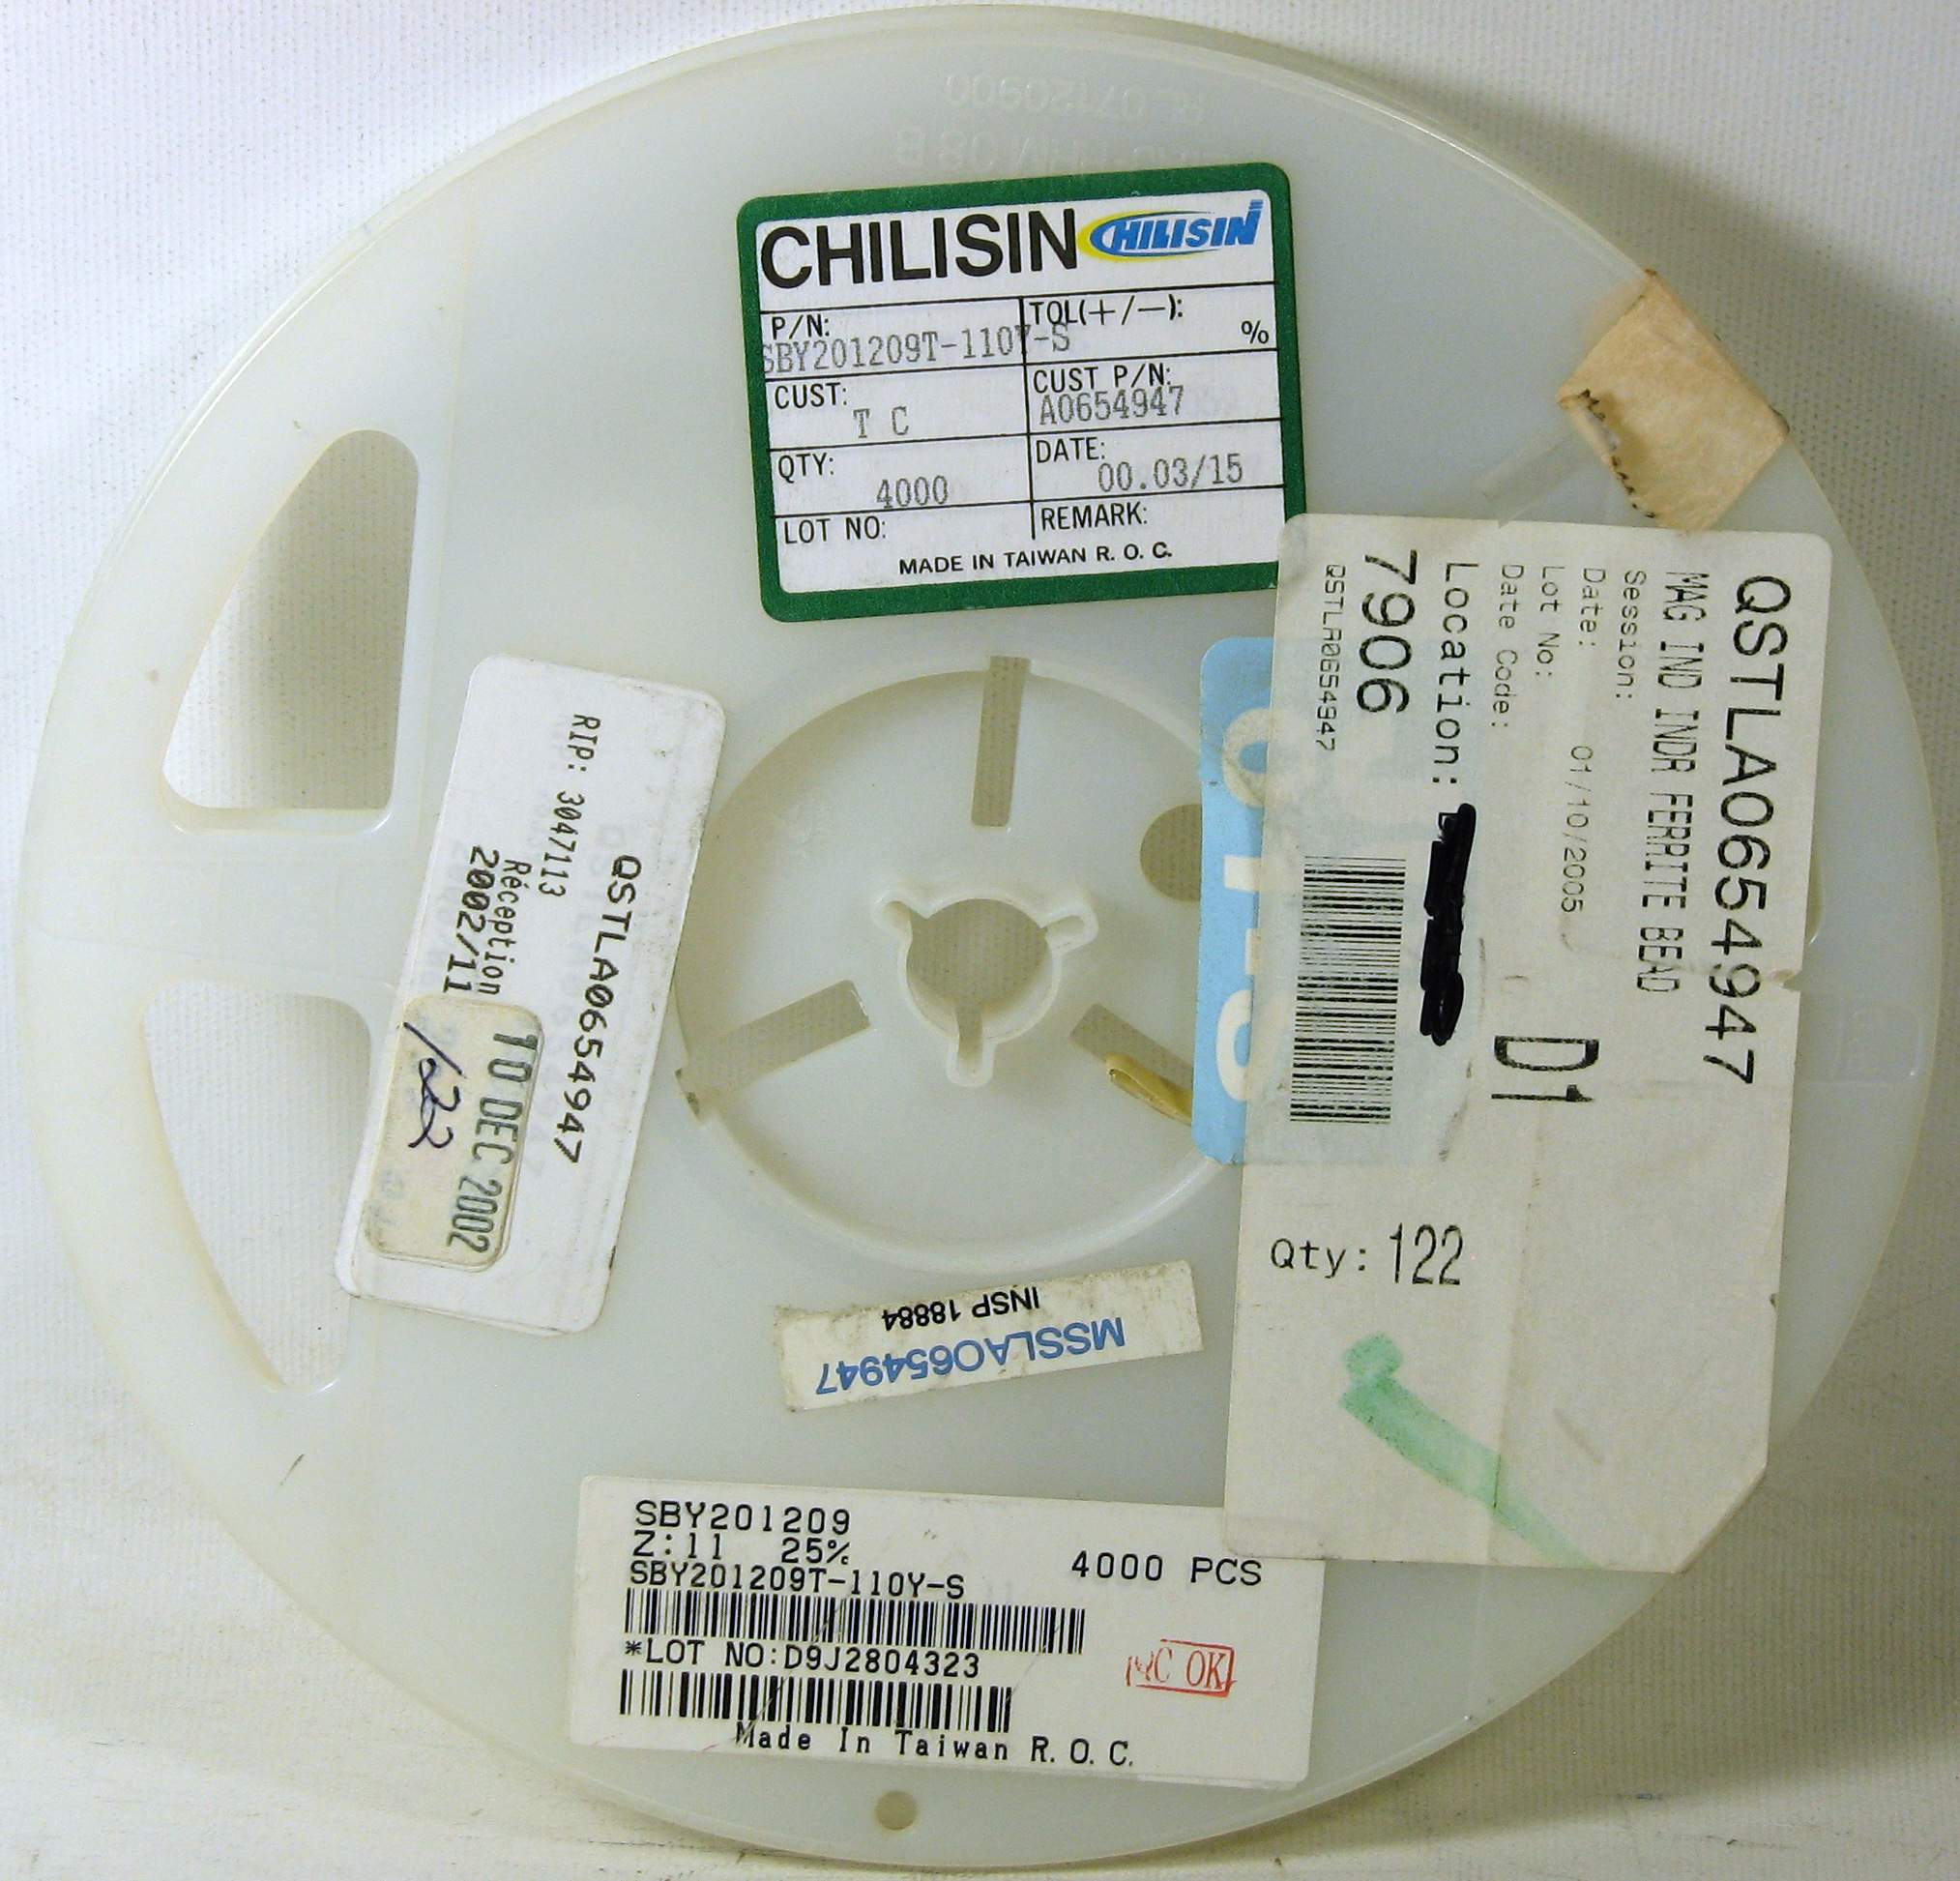 CHILISIN CHILISIN
P/N:
SBY201209T-110Y-S
TOL(+/—):
%
CUST:
T C
CUST P/N:
A0654947
QTY:
4000
DATE:
00.03/15
LOT NO:
REMARK:
MADE IN TAIWAN R. O. C.
QSTLA0654947
MAG IND INDR FERRITE BEAD
Session:
Date: 01/10/2005
Lot No:
Date Code:
D1
Location:
7906
QSTLA0654947
Qty: 122
QSTLA0654947
RIP: 3047113
Réception
2002/11
10 DEC 2002
122
INSP 18884
MSSLA0654947
SBY201209
Z:11 25%
4000 PCS
SBY201209T-110Y-S
*LOT NO:D9J2804323
OK
Made In Taiwan R. O. C.
07120900
08 B